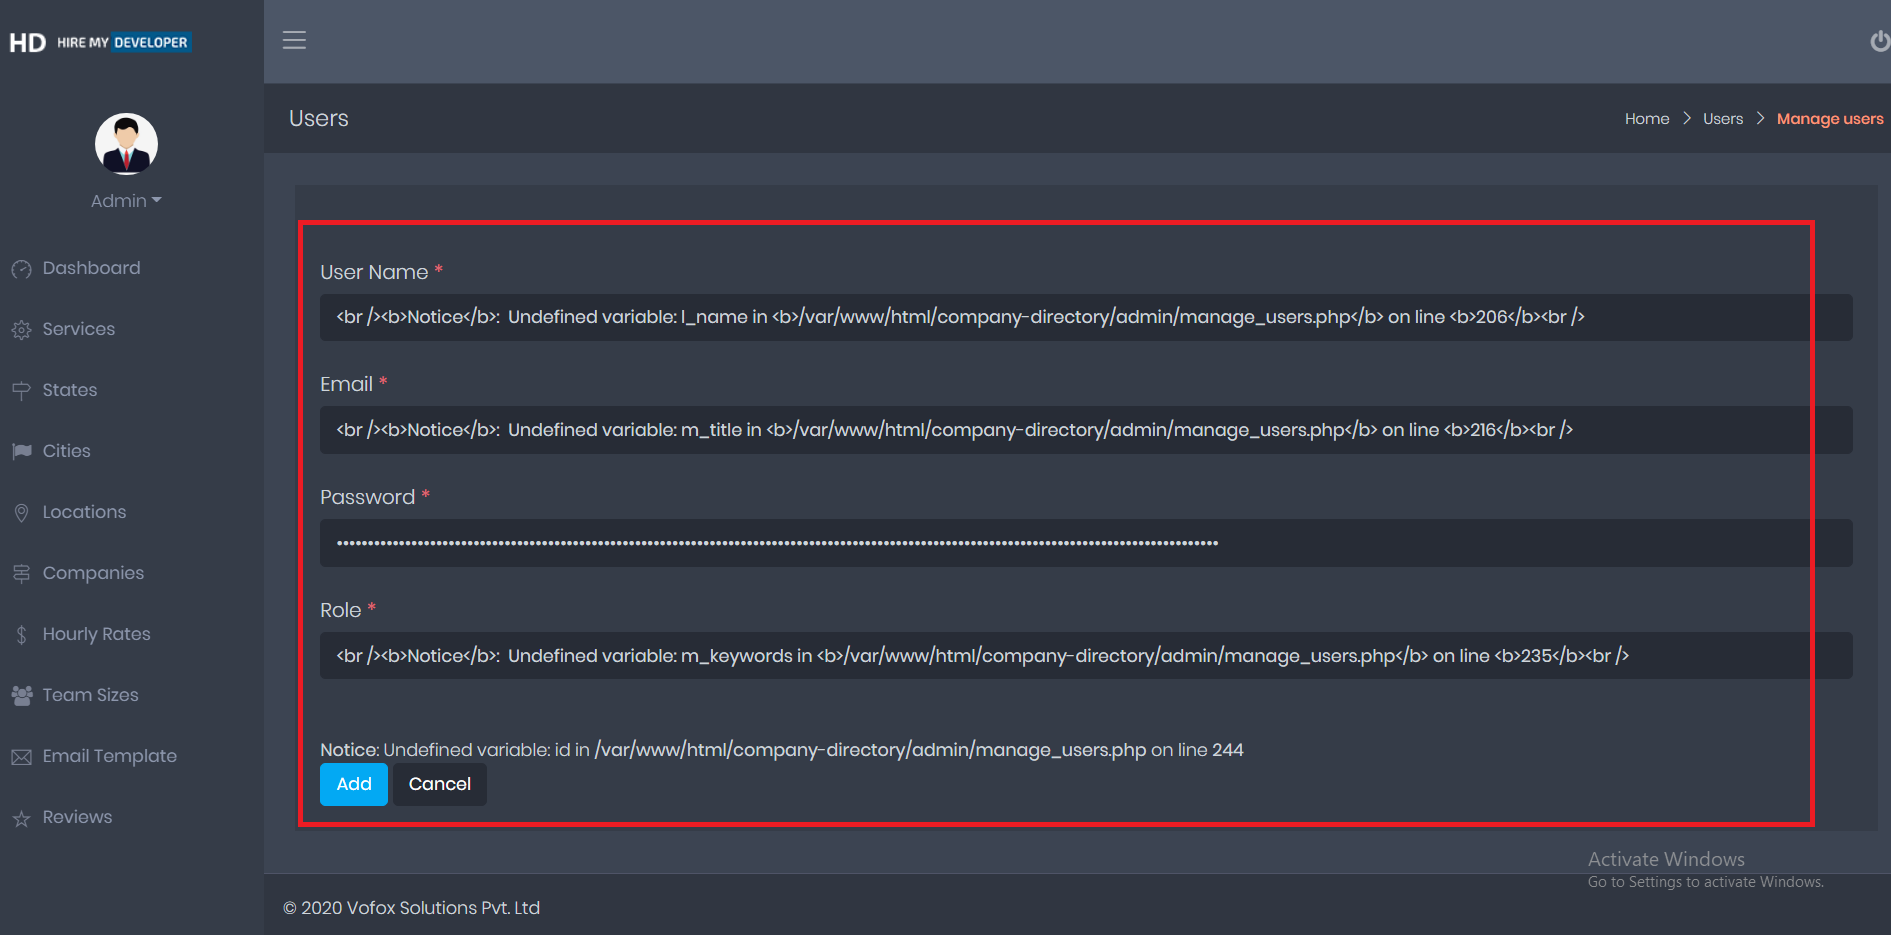 HD HIRE MY DEVELOPER
Admin
Dashboard
Services
States
Cities
Locations
Companies
Hourly Rates
Team Sizes
Email Template
Reviews
Users
Home > Users > Manage users
User Name *
<br /><b>Notice</b>:  Undefined variable: l_name in <b>/var/www/html/company-directory/admin/manage_users.php</b> on line <b>206</b><br />
Email *
<br /><b>Notice</b>:  Undefined variable: m_title in <b>/var/www/html/company-directory/admin/manage_users.php</b> on line <b>216</b><br />
Password *
Role *
<br /><b>Notice</b>:  Undefined variable: m_keywords in <b>/var/www/html/company-directory/admin/manage_users.php</b> on line <b>235</b><br />
Notice: Undefined variable: id in /var/www/html/company-directory/admin/manage_users.php on line 244
Add Cancel
Activate Windows
Go to Settings to activate Windows.
© 2020 Vofox Solutions Pvt. Ltd